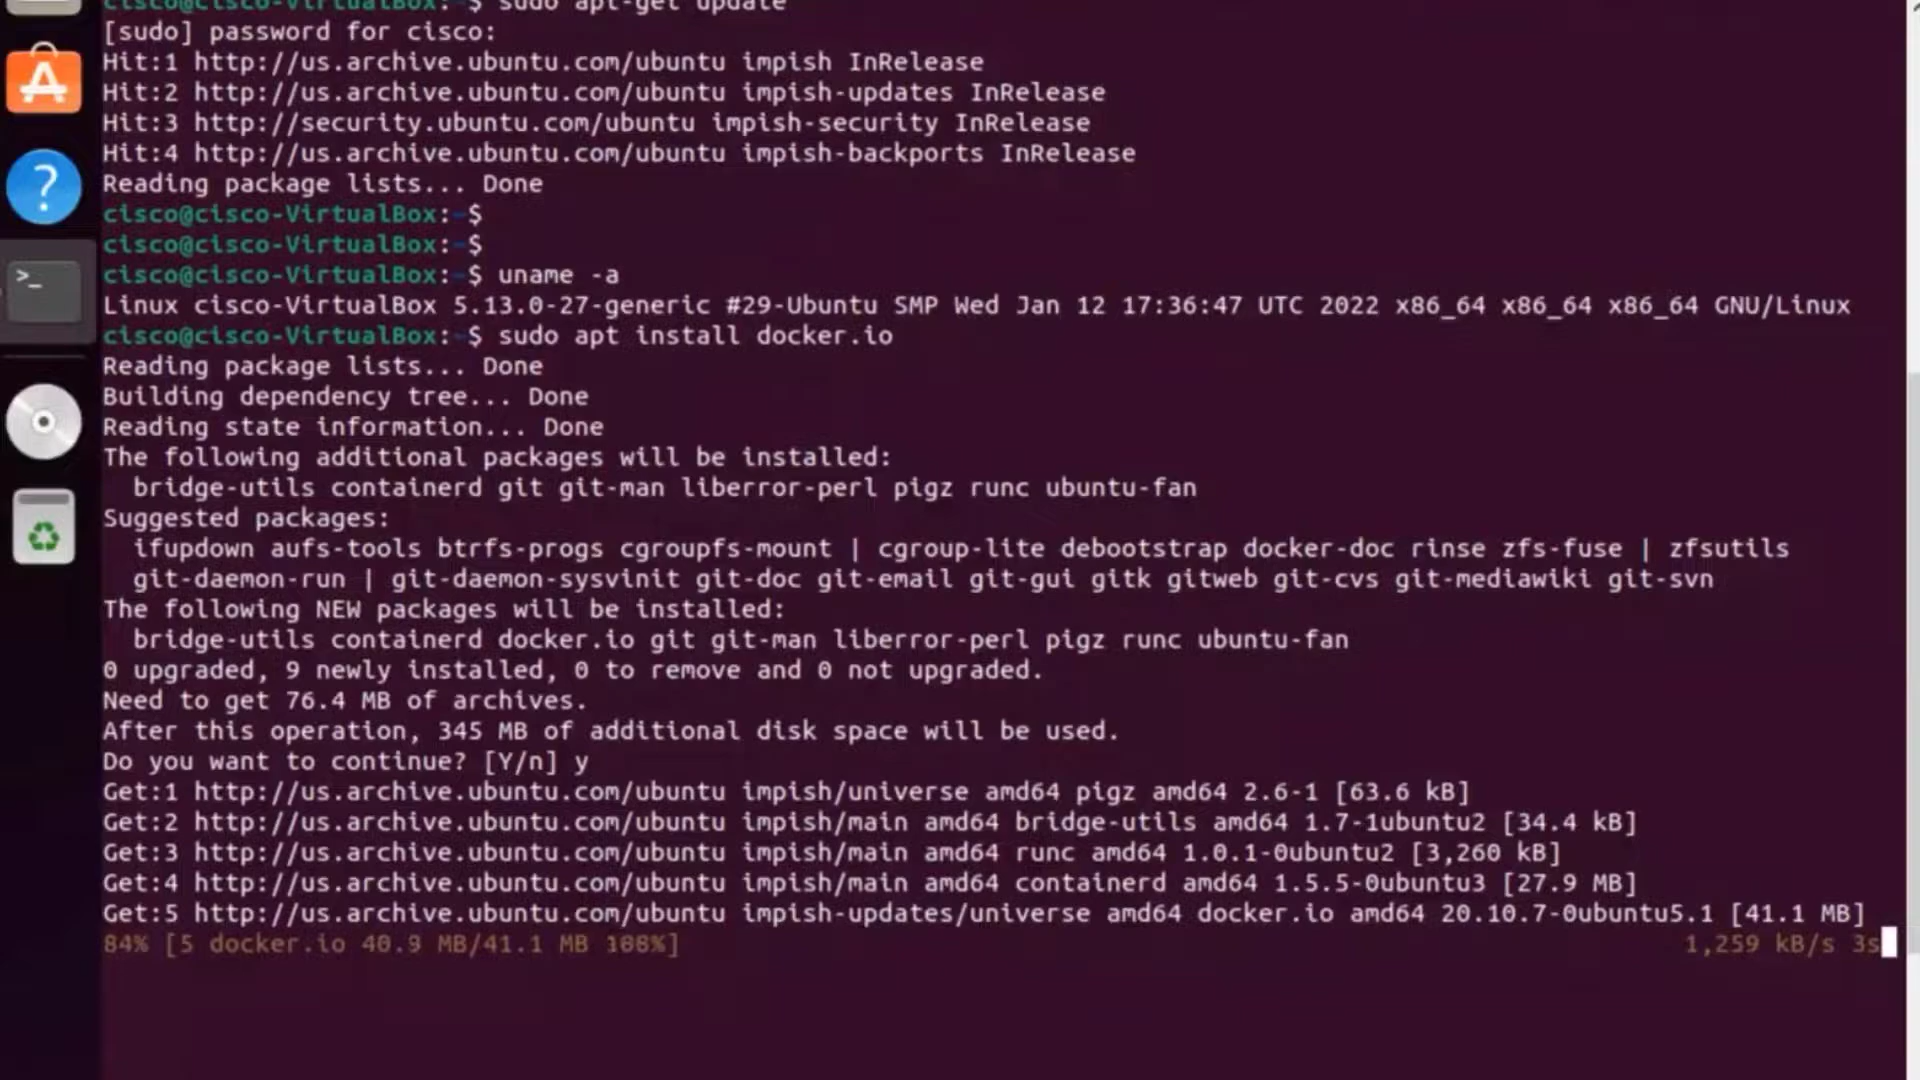 cisco@cisco-VirtualBox:~$ sudo apt-get update
[sudo] password for cisco:
Hit:1 http://us.archive.ubuntu.com/ubuntu impish InRelease
Hit:2 http://us.archive.ubuntu.com/ubuntu impish-updates InRelease
Hit:3 http://security.ubuntu.com/ubuntu impish-security InRelease
Hit:4 http://us.archive.ubuntu.com/ubuntu impish-backports InRelease
Reading package lists... Done
cisco@cisco-VirtualBox:~$
cisco@cisco-VirtualBox:~$
cisco@cisco-VirtualBox:~$ uname -a
Linux cisco-VirtualBox 5.13.0-27-generic #29-Ubuntu SMP Wed Jan 12 17:36:47 UTC 2022 x86_64 x86_64 x86_64 GNU/Linux
cisco@cisco-VirtualBox:~$ sudo apt install docker.io
Reading package lists... Done
Building dependency tree... Done
Reading state information... Done
The following additional packages will be installed:
  bridge-utils containerd git git-man liberror-perl pigz runc ubuntu-fan
Suggested packages:
  ifupdown aufs-tools btrfs-progs cgroupfs-mount | cgroup-lite debootstrap docker-doc rinse zfs-fuse | zfsutils
  git-daemon-run | git-daemon-sysvinit git-doc git-email git-gui gitk gitweb git-cvs git-mediawiki git-svn
The following NEW packages will be installed:
  bridge-utils containerd docker.io git git-man liberror-perl pigz runc ubuntu-fan
0 upgraded, 9 newly installed, 0 to remove and 0 not upgraded.
Need to get 76.4 MB of archives.
After this operation, 345 MB of additional disk space will be used.
Do you want to continue? [Y/n] y
Get:1 http://us.archive.ubuntu.com/ubuntu impish/universe amd64 pigz amd64 2.6-1 [63.6 kB]
Get:2 http://us.archive.ubuntu.com/ubuntu impish/main amd64 bridge-utils amd64 1.7-1ubuntu2 [34.4 kB]
Get:3 http://us.archive.ubuntu.com/ubuntu impish/main amd64 runc amd64 1.0.1-0ubuntu2 [3,260 kB]
Get:4 http://us.archive.ubuntu.com/ubuntu impish/main amd64 containerd amd64 1.5.5-0ubuntu3 [27.9 MB]
Get:5 http://us.archive.ubuntu.com/ubuntu impish-updates/universe amd64 docker.io amd64 20.10.7-0ubuntu5.1 [41.1 MB]
84% [5 docker.io 40.9 MB/41.1 MB 100%] 1,259 kB/s 3s